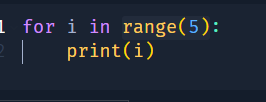 1 for i in range(5):
2     print(i)